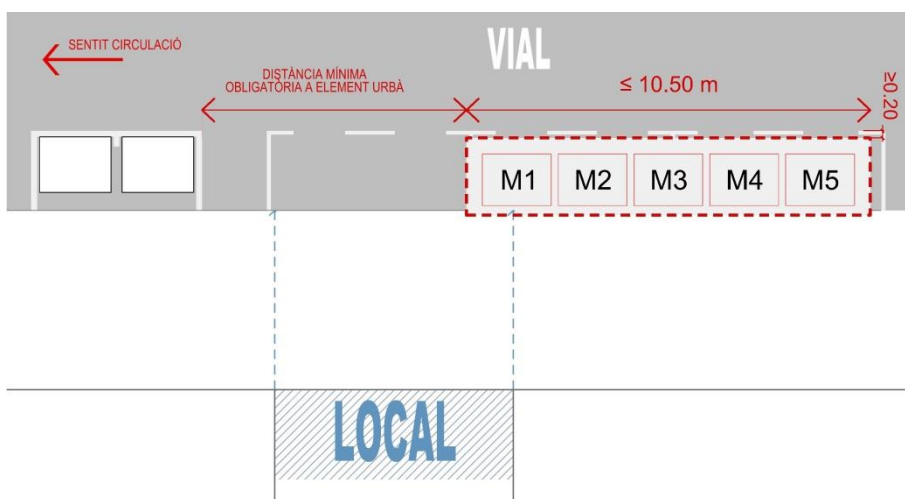 SENTIT CIRCULACIÓ
VIAL
DISTÀNCIA MÍNIMA
OBLIGATÒRIA A ELEMENT URBÀ
≤ 10.50 m
≥0.20
M1 M2 M3 M4 M5
LOCAL